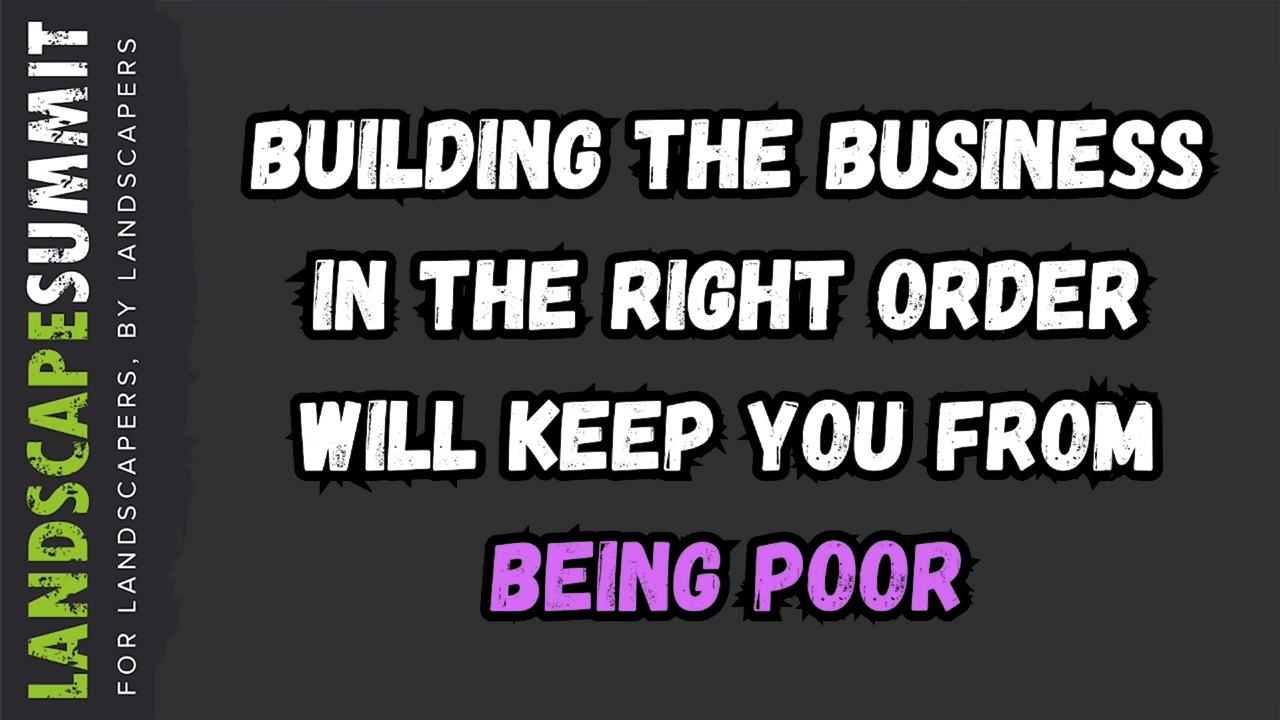 LANDSCAPESUMMIT
FOR LANDSCAPERS, BY LANDSCAPERS
BUILDING THE BUSINESS
IN THE RIGHT ORDER
WILL KEEP YOU FROM
BEING POOR